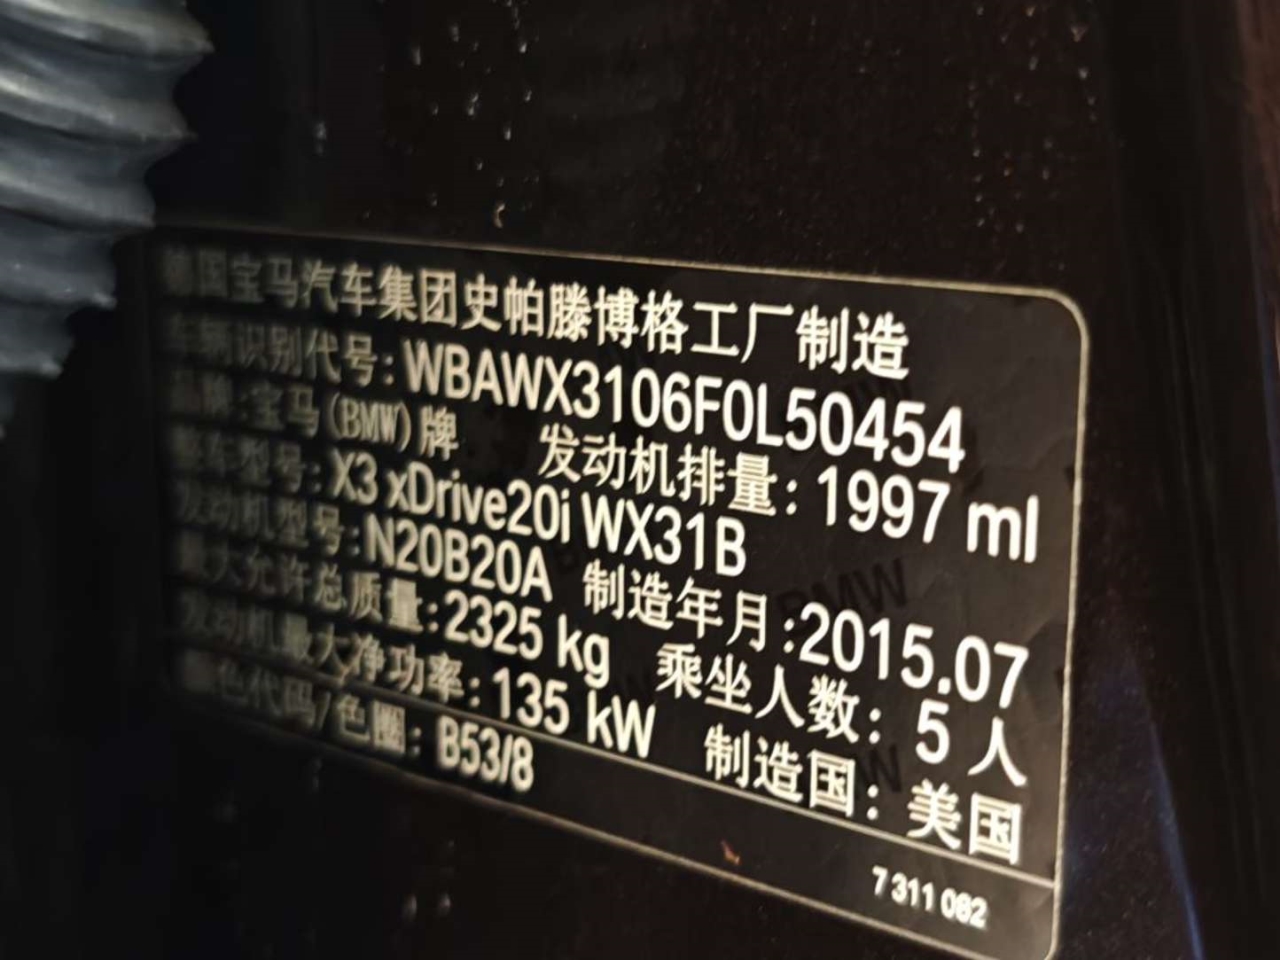 德国宝马汽车集团史帕滕博格工厂制造
车辆识别代号:WBAWX3106F0L50454
品牌:宝马(BMW)牌 发动机排量:1997 ml
整车型号:X3 xDrive20i WX31B
发动机型号:N20B20A 制造年月:2015.07
最大允许总质量:2325 kg 乘坐人数:5人
发动机最大净功率:135 kW 制造国:美国
颜色代码/色圈:B53/8
7 311 082